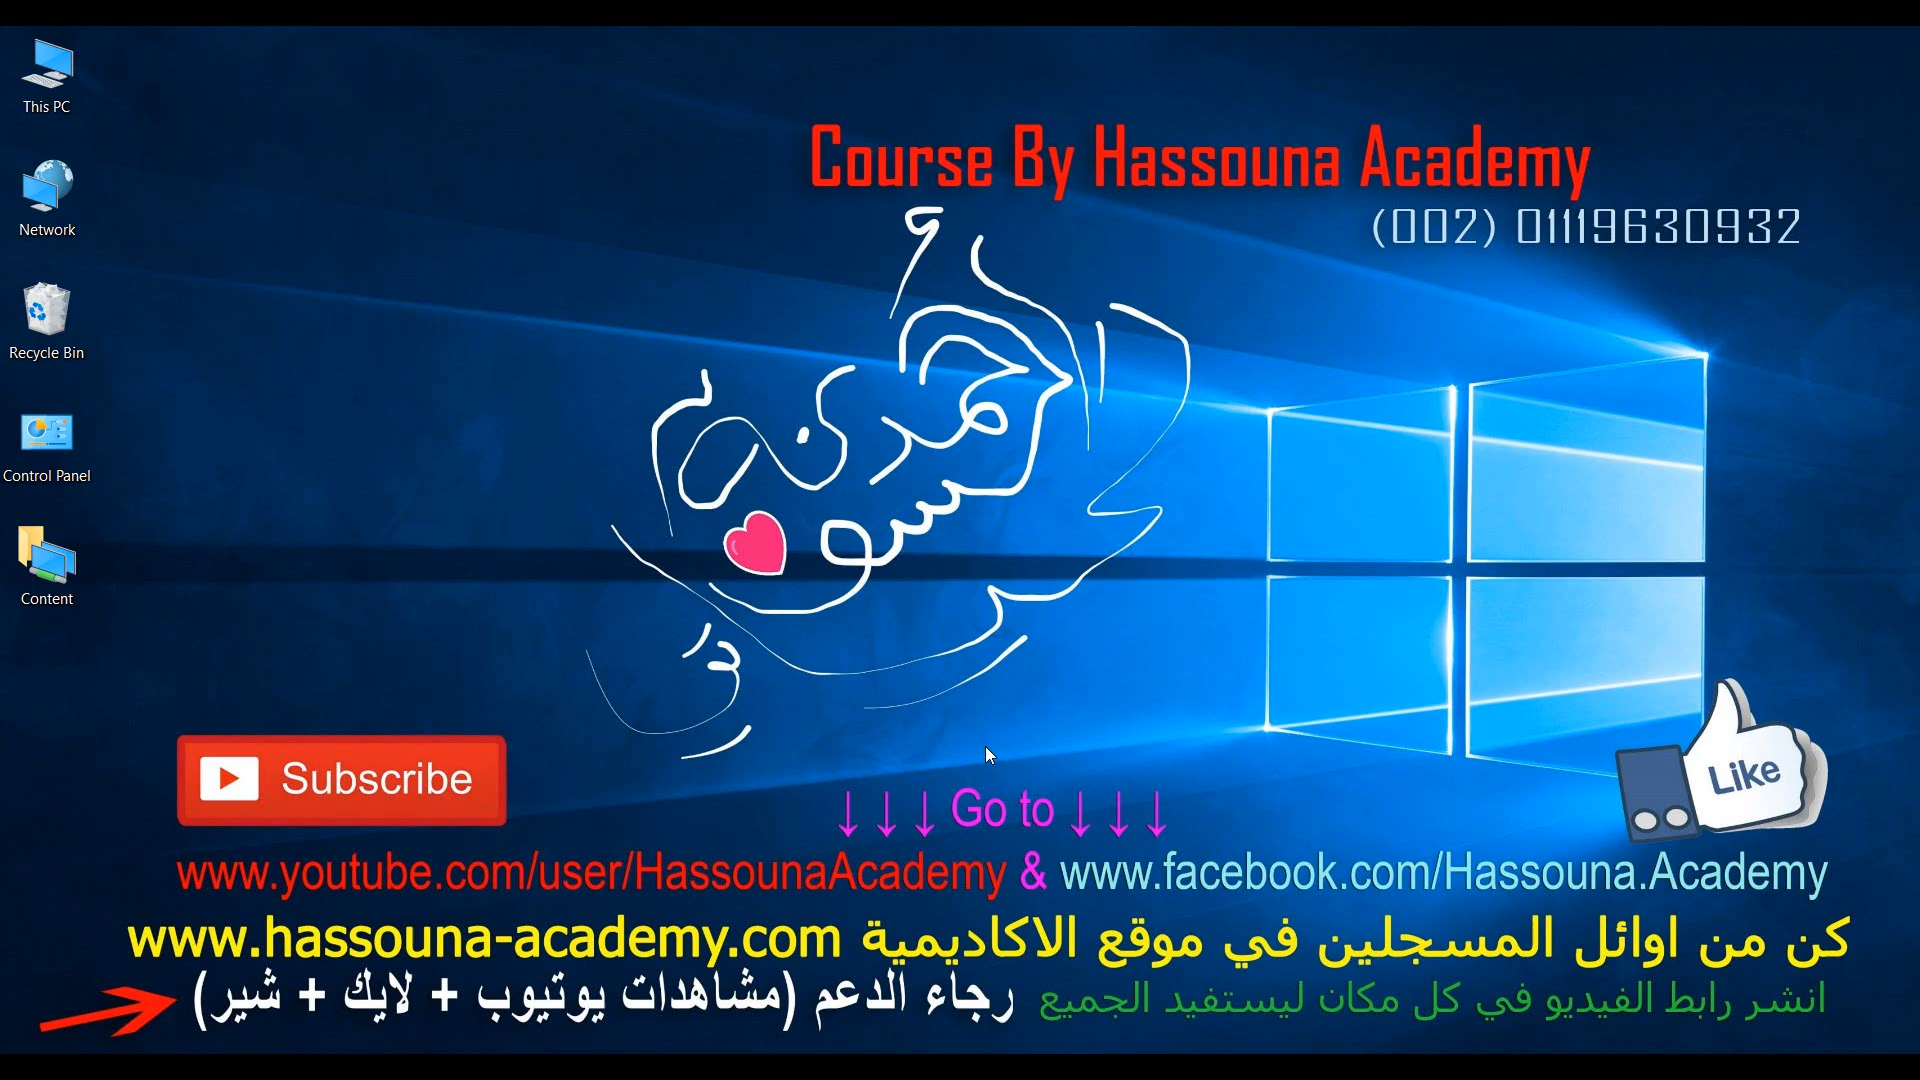 This PC
Network
Recycle Bin
Control Panel
Content
Course By Hassouna Academy
(002) 01119630932
Subscribe
Like
↓ ↓ ↓ Go to ↓ ↓ ↓
www.youtube.com/user/HassounaAcademy & www.facebook.com/Hassouna.Academy
كن من اوائل المسجلين في موقع الاكاديمية www.hassouna-academy.com
انشر رابط الفيديو في كل مكان ليستفيد الجميع رجاء الدعم (مشاهدات يوتيوب + لايك + شير)